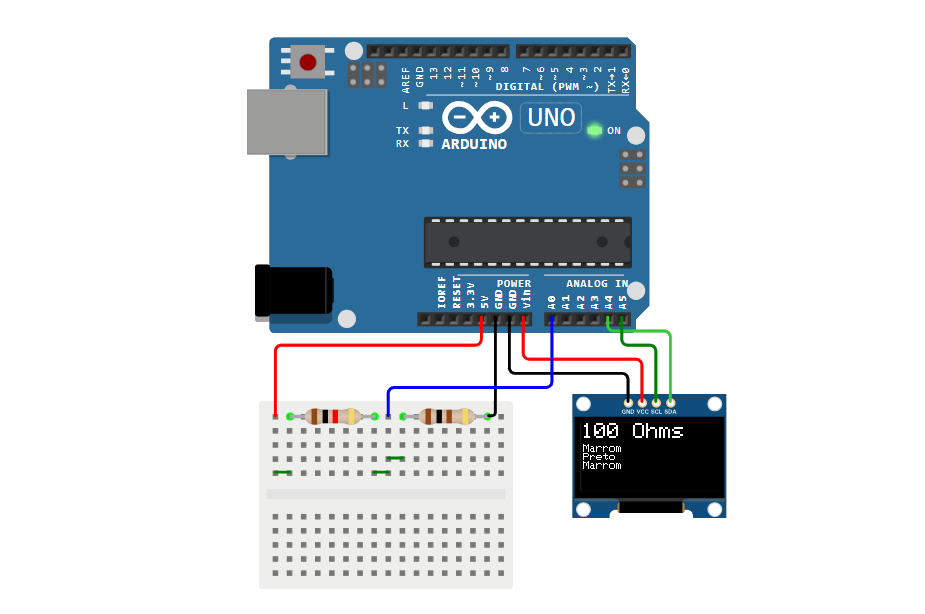 AREF
GND
13
12
~11
~10
~9
8
7
~6
~5
4
~3
2
TX→1
RX←0
DIGITAL (PWM ~)
L
TX
RX
UNO
ON
ARDUINO
POWER
ANALOG IN
IOREF
RESET
3.3V
5V
GND
GND
Vin
A0
A1
A2
A3
A4
A5
GND VCC SCL SDA
100 Ohms
Marrom
Preto
Marrom